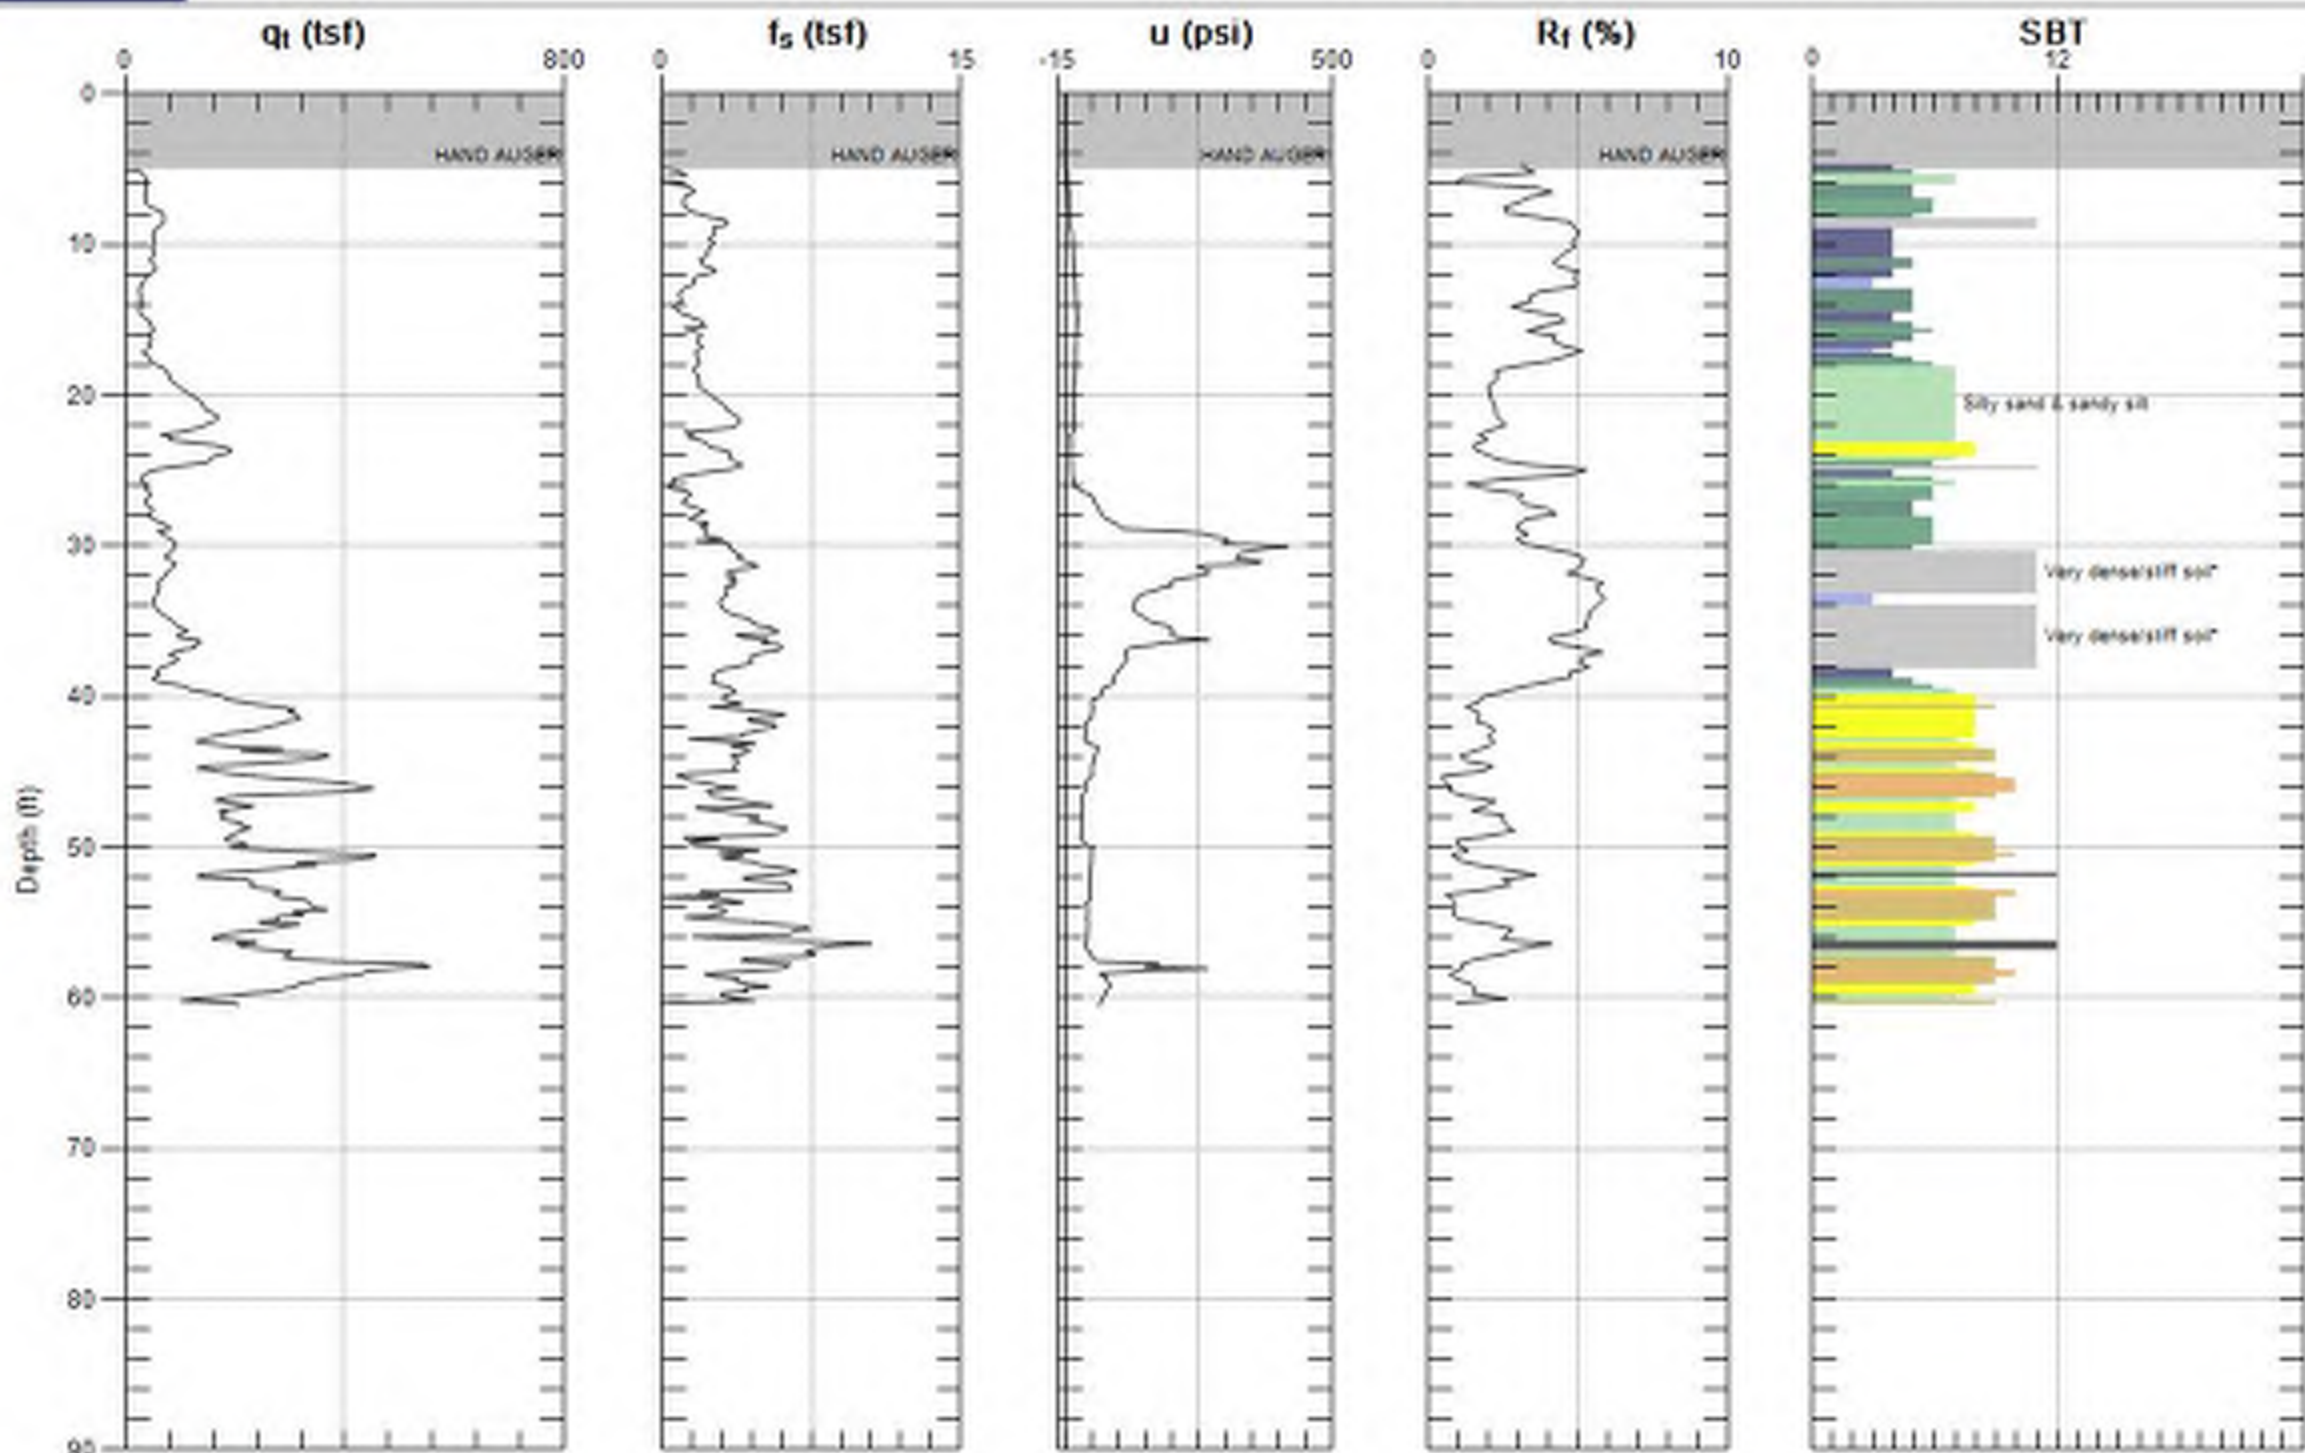 qt (tsf) fs (tsf) u (psi) Rf (%) SBT
0 800 0 15 -15 500 0 10 0 12
0
HAND AUGER HAND AUGER HAND AUGER HAND AUGER
10
20
Silty sand & sandy silt
30
Very dense/stiff soil*
Very dense/stiff soil*
40
Depth (ft)
50
60
70
80
90